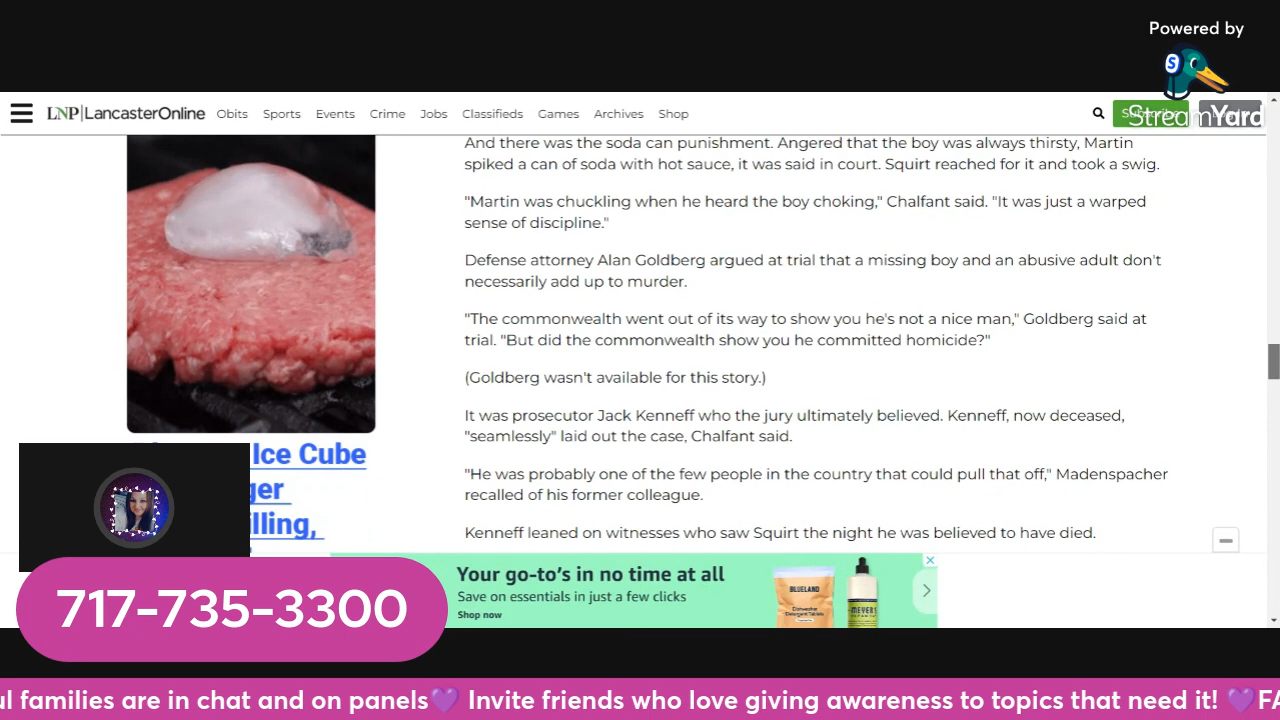 Powered by
StreamYard
LNP|LancasterOnline Obits Sports Events Crime Jobs Classifieds Games Archives Shop
And there was the soda can punishment. Angered that the boy was always thirsty, Martin
spiked a can of soda with hot sauce, it was said in court. Squirt reached for it and took a swig.
"Martin was chuckling when he heard the boy choking," Chalfant said. "It was just a warped
sense of discipline."
Defense attorney Alan Goldberg argued at trial that a missing boy and an abusive adult don't
necessarily add up to murder.
"The commonwealth went out of its way to show you he's not a nice man," Goldberg said at
trial. "But did the commonwealth show you he committed homicide?"
(Goldberg wasn't available for this story.)
It was prosecutor Jack Kenneff who the jury ultimately believed. Kenneff, now deceased,
"seamlessly" laid out the case, Chalfant said.
"He was probably one of the few people in the country that could pull that off," Madenspacher
recalled of his former colleague.
Kenneff leaned on witnesses who saw Squirt the night he was believed to have died.
Ice Cube
ger
illing,
Your go-to's in no time at all
Save on essentials in just a few clicks
Shop now
BLUELAND
717-735-3300
ul families are in chat and on panels💜 Invite friends who love giving awareness to topics that need it! 💜FA